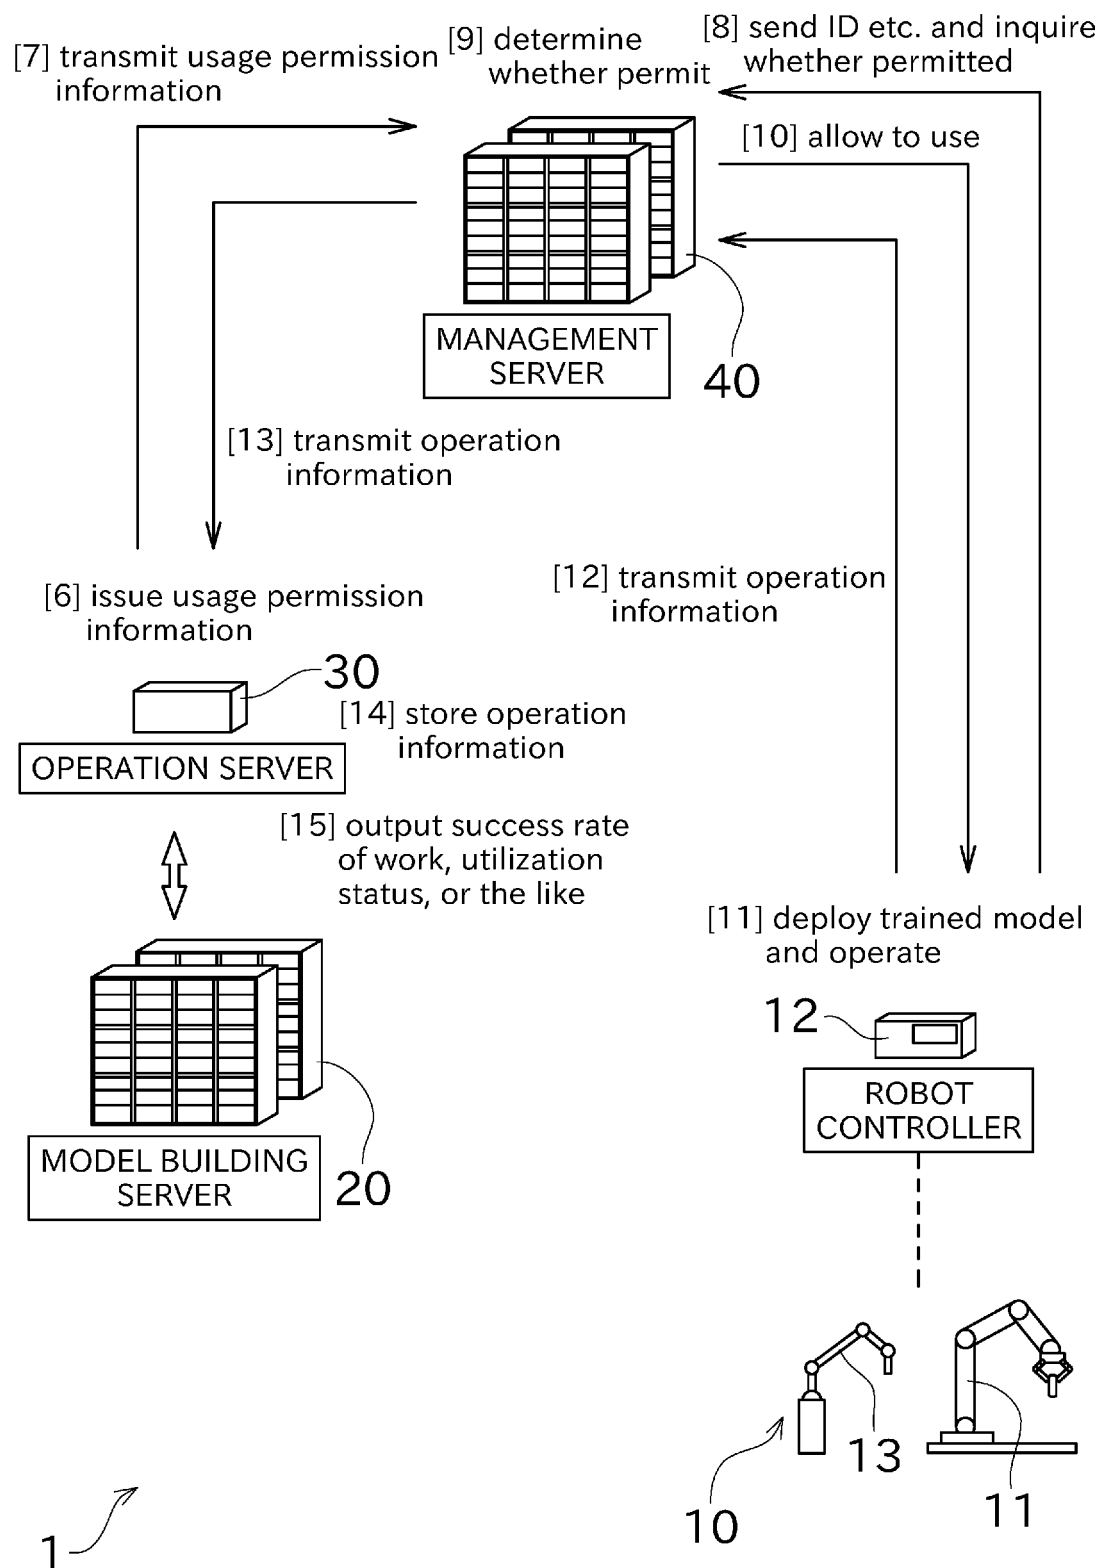 [7] transmit usage permission
information
[9] determine
whether permit
[8] send ID etc. and inquire
whether permitted
[10] allow to use
MANAGEMENT
SERVER
40
[13] transmit operation
information
[12] transmit operation
information
[6] issue usage permission
information
30
[14] store operation
information
OPERATION SERVER
[15] output success rate
of work, utilization
status, or the like
[11] deploy trained model
and operate
12
ROBOT
CONTROLLER
MODEL BUILDING
SERVER
20
13
10
11
1